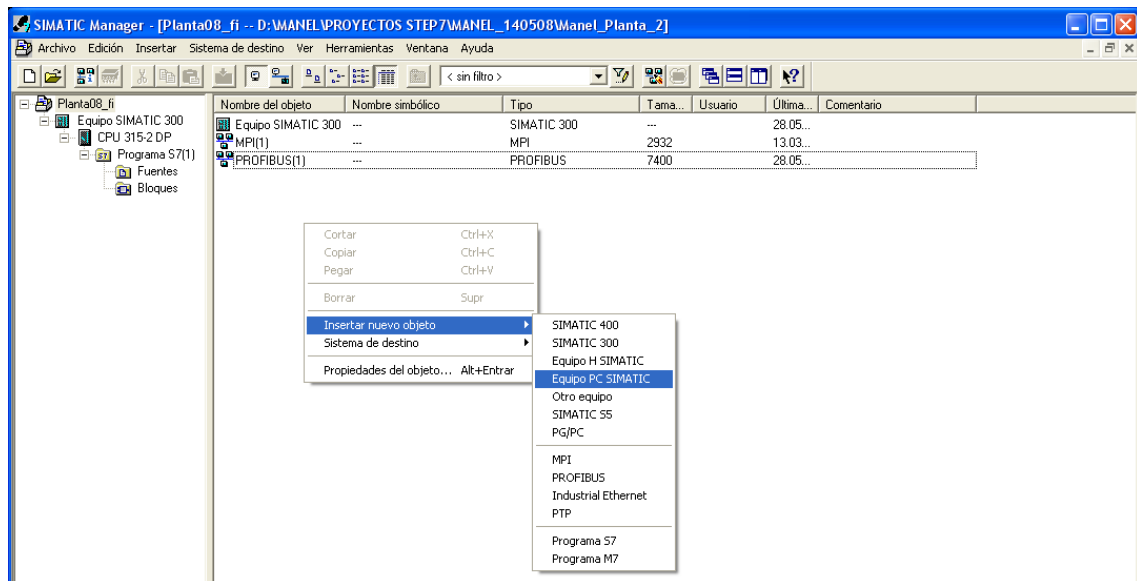 SIMATIC Manager - [Planta08_fi -- D:\MANEL\PROYECTOS STEP7\MANEL_140508\Manel_Planta_2]
Archivo Edición Insertar Sistema de destino Ver Herramientas Ventana Ayuda
< sin filtro >
Planta08_fi
Equipo SIMATIC 300
CPU 315-2 DP
S7 Programa S7(1)
Fuentes
Bloques
Nombre del objeto Nombre simbólico Tipo Tama... Usuario Última... Comentario
Equipo SIMATIC 300 --- SIMATIC 300 --- 28.05...
MPI(1) --- MPI 2932 13.03...
PROFIBUS(1) --- PROFIBUS 7400 28.05...
Cortar Ctrl+X
Copiar Ctrl+C
Pegar Ctrl+V
Borrar Supr
Insertar nuevo objeto
Sistema de destino
Propiedades del objeto... Alt+Entrar
SIMATIC 400
SIMATIC 300
Equipo H SIMATIC
Equipo PC SIMATIC
Otro equipo
SIMATIC S5
PG/PC
MPI
PROFIBUS
Industrial Ethernet
PTP
Programa S7
Programa M7